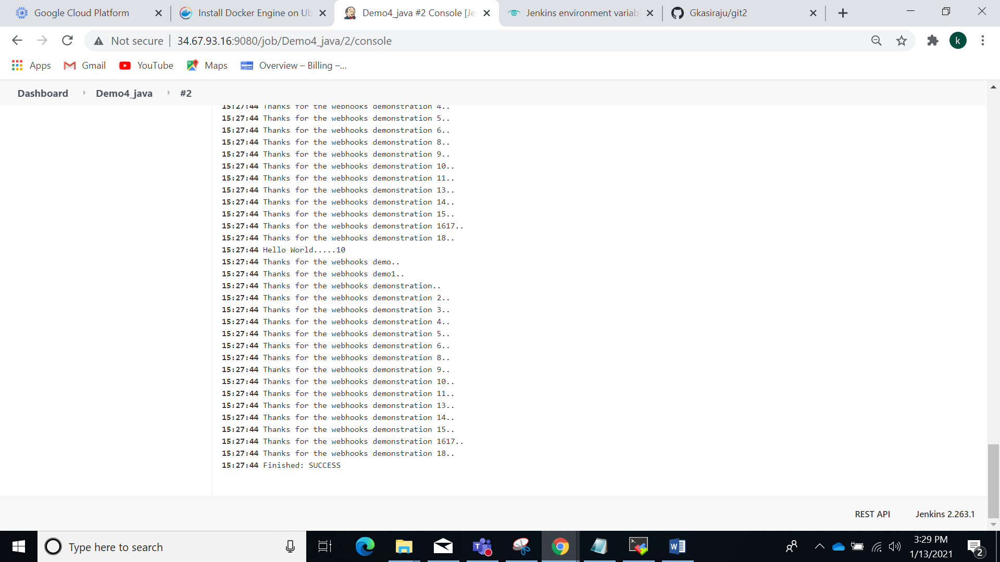 Google Cloud Platform
Install Docker Engine on Ub
Demo4_java #2 Console [Je
Jenkins environment variab
Gkasiraju/git2
Not secure
34.67.93.16:9080/job/Demo4_java/2/console
k
Apps
Gmail
YouTube
Maps
Overview – Billing –...
Dashboard
Demo4_java
#2
15:27:44 Thanks for the webhooks demonstration 4..
15:27:44 Thanks for the webhooks demonstration 5..
15:27:44 Thanks for the webhooks demonstration 6..
15:27:44 Thanks for the webhooks demonstration 8..
15:27:44 Thanks for the webhooks demonstration 9..
15:27:44 Thanks for the webhooks demonstration 10..
15:27:44 Thanks for the webhooks demonstration 11..
15:27:44 Thanks for the webhooks demonstration 13..
15:27:44 Thanks for the webhooks demonstration 14..
15:27:44 Thanks for the webhooks demonstration 15..
15:27:44 Thanks for the webhooks demonstration 1617..
15:27:44 Thanks for the webhooks demonstration 18..
15:27:44 Hello World.....10
15:27:44 Thanks for the webhooks demo..
15:27:44 Thanks for the webhooks demo1..
15:27:44 Thanks for the webhooks demonstration..
15:27:44 Thanks for the webhooks demonstration 2..
15:27:44 Thanks for the webhooks demonstration 3..
15:27:44 Thanks for the webhooks demonstration 4..
15:27:44 Thanks for the webhooks demonstration 5..
15:27:44 Thanks for the webhooks demonstration 6..
15:27:44 Thanks for the webhooks demonstration 8..
15:27:44 Thanks for the webhooks demonstration 9..
15:27:44 Thanks for the webhooks demonstration 10..
15:27:44 Thanks for the webhooks demonstration 11..
15:27:44 Thanks for the webhooks demonstration 13..
15:27:44 Thanks for the webhooks demonstration 14..
15:27:44 Thanks for the webhooks demonstration 15..
15:27:44 Thanks for the webhooks demonstration 1617..
15:27:44 Thanks for the webhooks demonstration 18..
15:27:44 Finished: SUCCESS
REST API
Jenkins 2.263.1
Type here to search
3:29 PM
1/13/2021
2